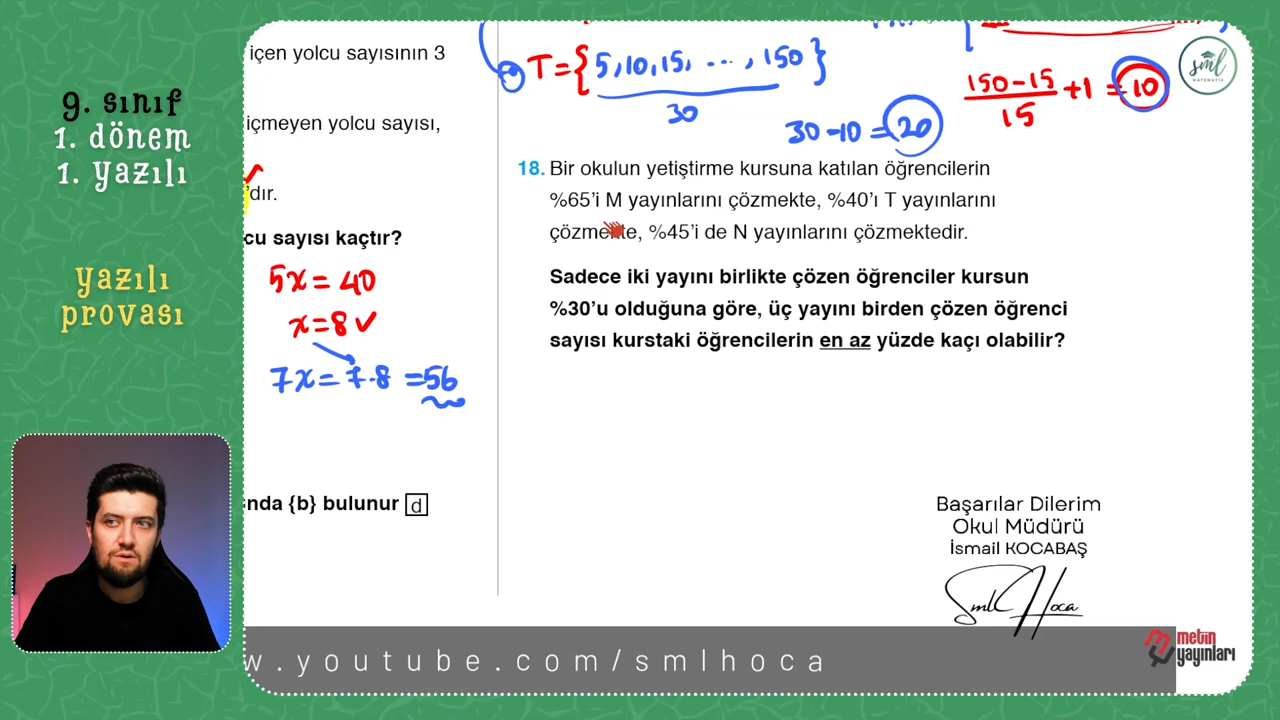 9. sınıf
1. dönem
1. yazılı
yazılı
provası
içen yolcu sayısının 3
içmeyen yolcu sayısı,
dır.
cu sayısı kaçtır?
5x = 40
x = 8 ✓
7x = 7.8 = 56
nda {b} bulunur d
T = {5, 10, 15, ..., 150}
30
30 - 10 = 20
150 - 15
15
+ 1 = 10
sml
MATEMATİK
18. Bir okulun yetiştirme kursuna katılan öğrencilerin
%65'i M yayınlarını çözmekte, %40'ı T yayınlarını
çözmekte, %45'i de N yayınlarını çözmektedir.
Sadece iki yayını birlikte çözen öğrenciler kursun
%30'u olduğuna göre, üç yayını birden çözen öğrenci
sayısı kurstaki öğrencilerin en az yüzde kaçı olabilir?
Başarılar Dilerim
Okul Müdürü
İsmail KOCABAŞ
Sml Hoca
w.youtube.com/smlhoca
metin
yayınları